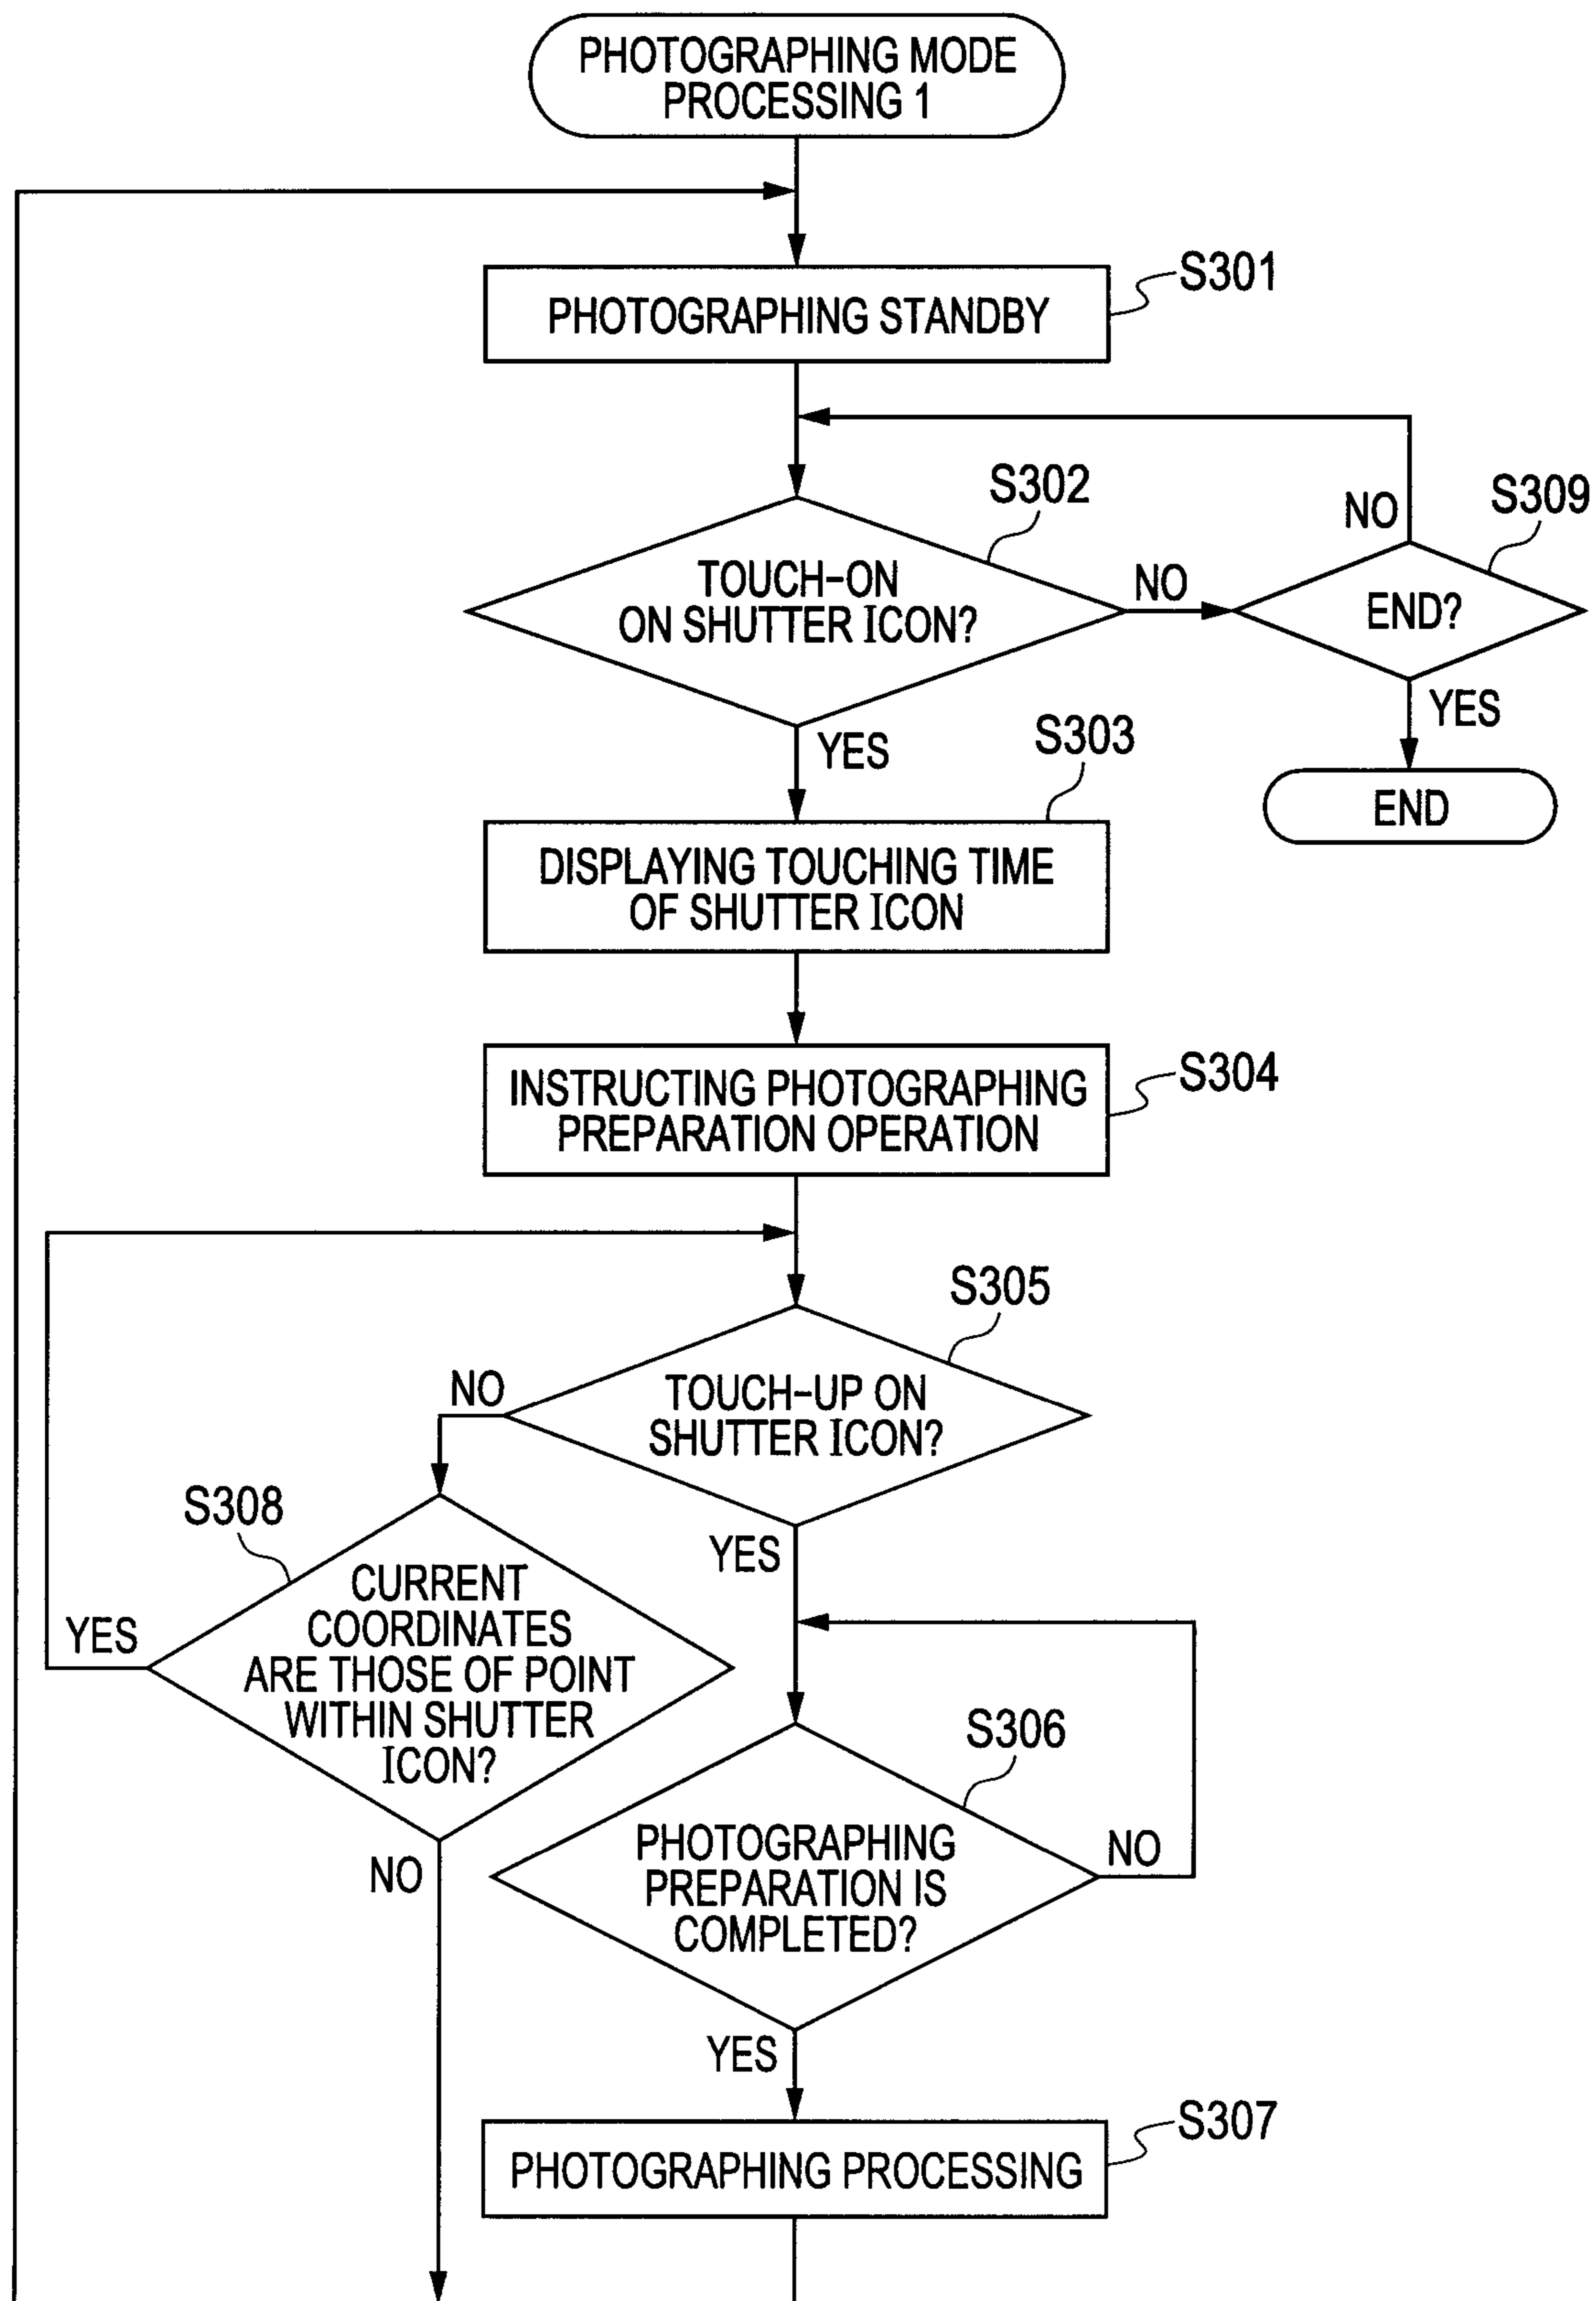 PHOTOGRAPHING MODE
PROCESSING 1
S301
PHOTOGRAPHING STANDBY
S302
TOUCH-ON
ON SHUTTER ICON?
NO
S309
NO
END?
YES
END
YES
S303
DISPLAYING TOUCHING TIME
OF SHUTTER ICON
S304
INSTRUCTING PHOTOGRAPHING
PREPARATION OPERATION
S305
TOUCH-UP ON
SHUTTER ICON?
NO
YES
S308
CURRENT
COORDINATES
ARE THOSE OF POINT
WITHIN SHUTTER
ICON?
YES
NO
S306
PHOTOGRAPHING
PREPARATION IS
COMPLETED?
NO
YES
S307
PHOTOGRAPHING PROCESSING